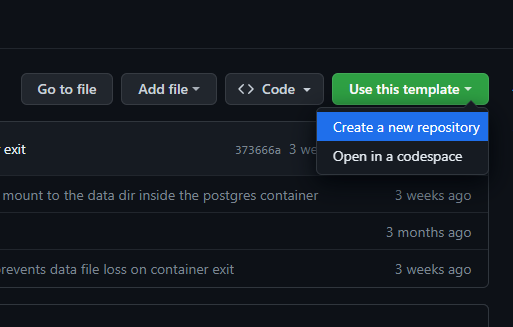 Go to file Add file Code Use this template
Create a new repository
exit 373666a 3
Open in a codespace
mount to the data dir inside the postgres container 3 weeks ago
3 months ago
prevents data file loss on container exit 3 weeks ago